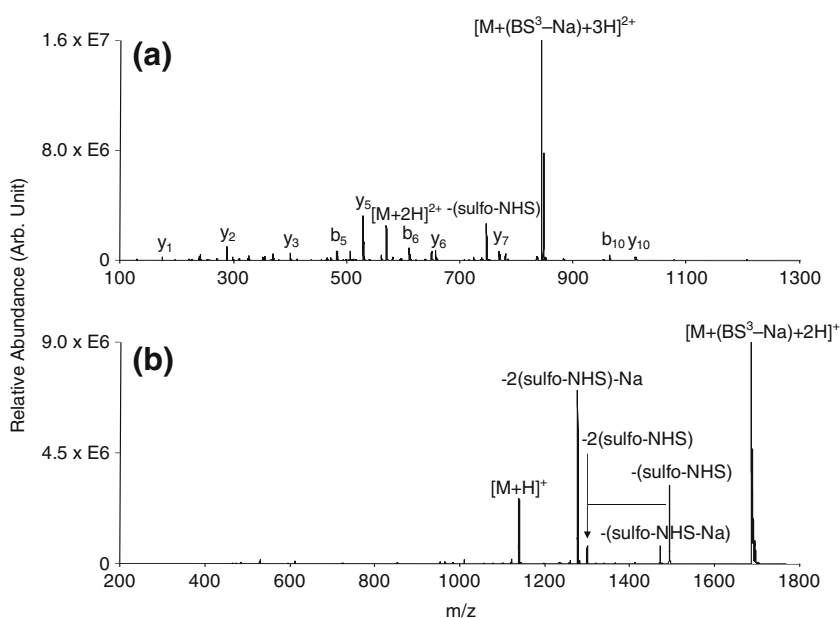 [M+(BS³–Na)+3H]²⁺
1.6 x E7
(a)
8.0 x E6
y₅
[M+2H]²⁺
-(sulfo-NHS)
y₁
y₂
y₃
b₅
b₆
y₆
y₇
b₁₀
y₁₀
0
100
300
500
700
900
1100
1300
Relative Abundance (Arb. Unit)
[M+(BS³–Na)+2H]⁺
9.0 x E6
(b)
-2(sulfo-NHS)-Na
-2(sulfo-NHS)
4.5 x E6
[M+H]⁺
-(sulfo-NHS)
-(sulfo-NHS-Na)
0
200
400
600
800
1000
1200
1400
1600
1800
m/z